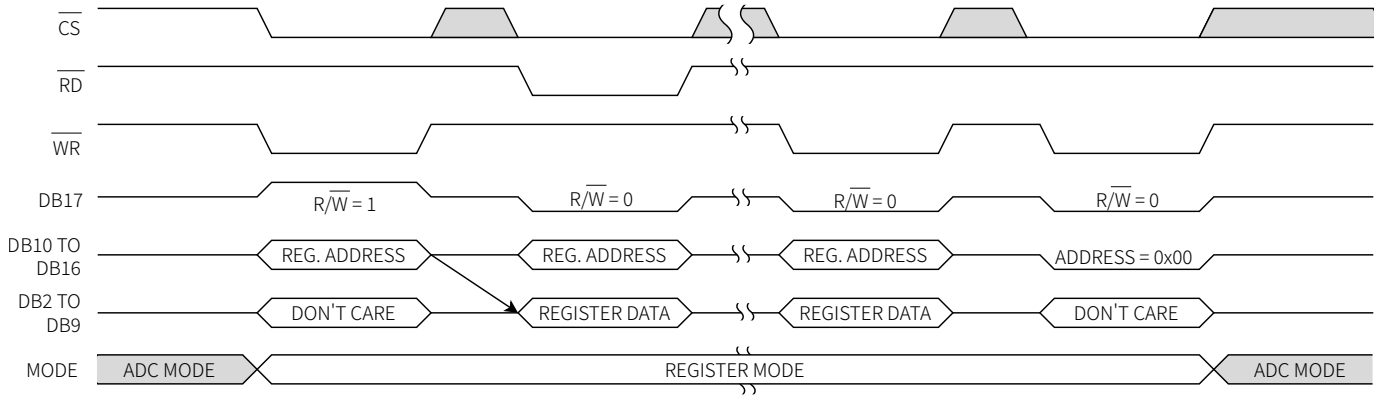 CS
RD
WR
DB17 R/W = 1 R/W = 0 R/W = 0 R/W = 0
DB10 TO
DB16 REG. ADDRESS REG. ADDRESS REG. ADDRESS ADDRESS = 0x00
DB2 TO
DB9 DON'T CARE REGISTER DATA REGISTER DATA DON'T CARE
MODE ADC MODE REGISTER MODE ADC MODE